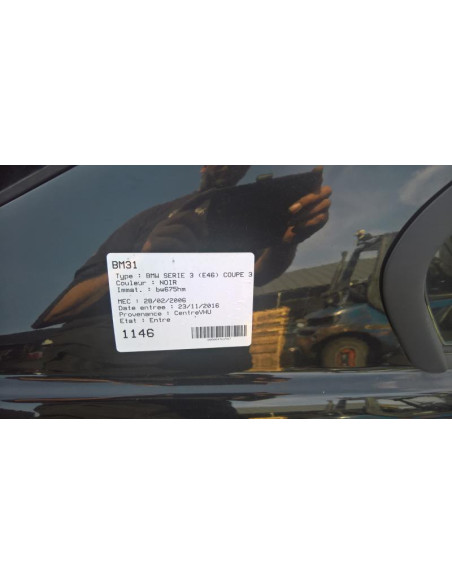 BM31
Type : BMW SERIE 3 (E46) COUPE 3
Couleur : NOIR
Immat. : bw675hm
MEC : 28/02/2006
Date entree : 23/11/2016
Provenance : CentreVHU
Etat : Entre
1146